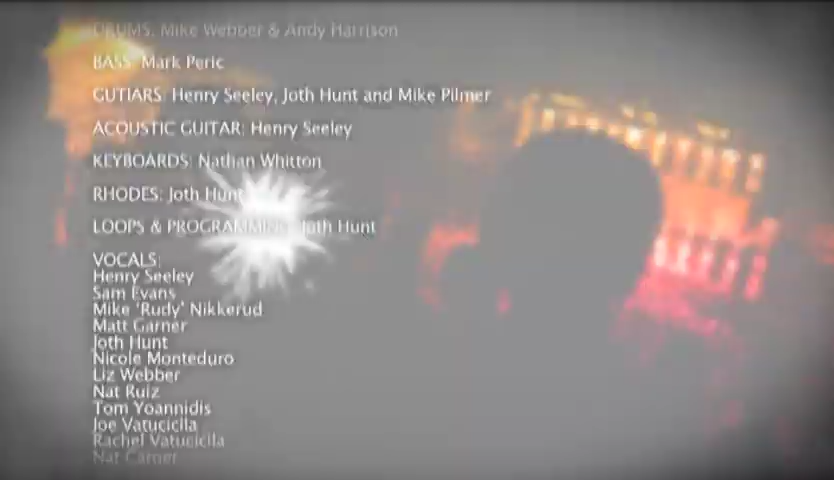 DRUMS: Mike Webber & Andy Harrison
BASS: Mark Peric
GUTIARS: Henry Seeley, Joth Hunt and Mike Pilmer
ACOUSTIC GUITAR: Henry Seeley
KEYBOARDS: Nathan Whitton
RHODES: Joth Hunt
LOOPS & PROGRAMMING: Joth Hunt
VOCALS:
Henry Seeley
Sam Evans
Mike 'Rudy' Nikkerud
Matt Garner
Joth Hunt
Nicole Monteduro
Liz Webber
Nat Ruiz
Tom Yoannidis
Joe Vatucicila
Rachel Vatucicila
Nat Carner